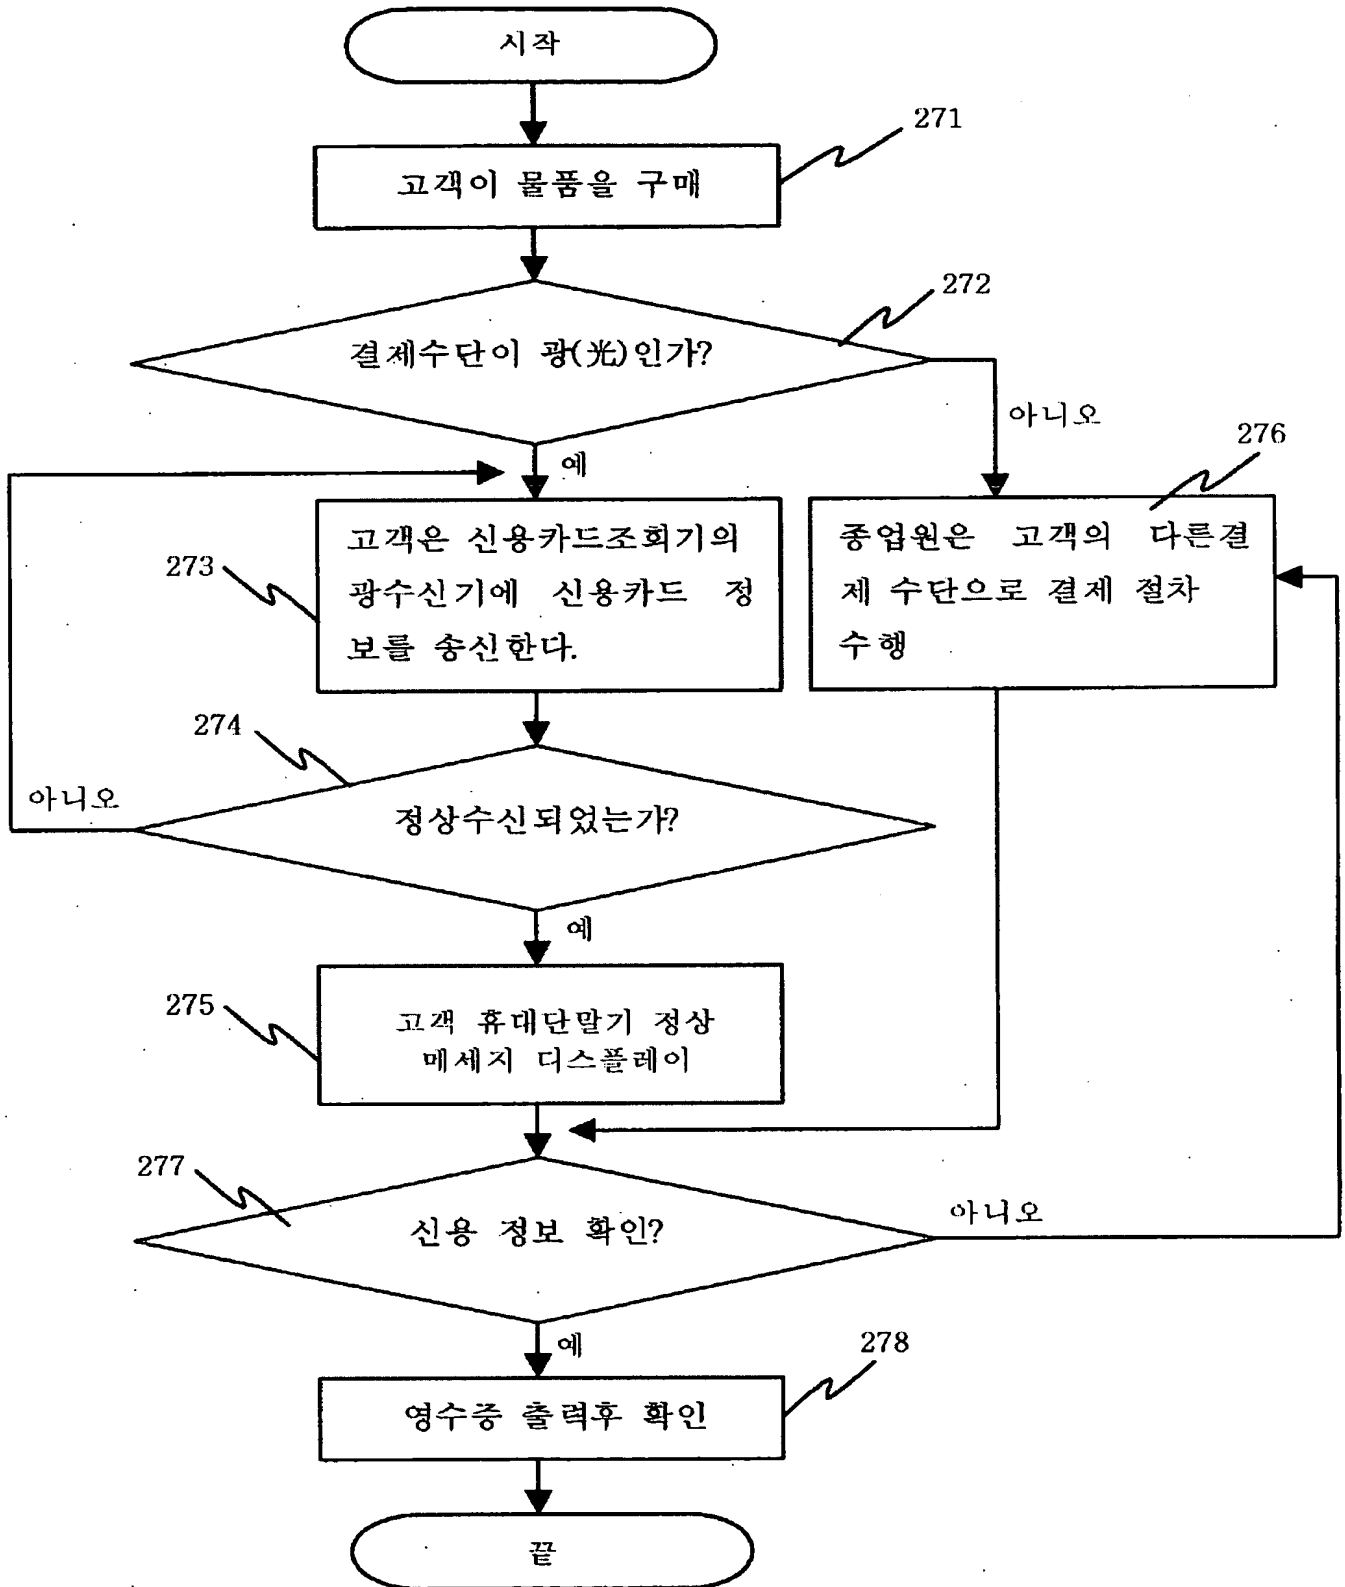 시작
271
고객이 물품을 구매
272
결제수단이 광(光)인가?
아니오
예
276
고객은 신용카드조회기의
광수신기에 신용카드 정
보를 송신한다.
273
종업원은 고객의 다른결
제 수단으로 결제 절차
수행
274
아니오
정상수신되었는가?
예
275
고객 휴대단말기 정상
메세지 디스플레이
277
신용 정보 확인?
아니오
예
278
영수증 출력후 확인
끝